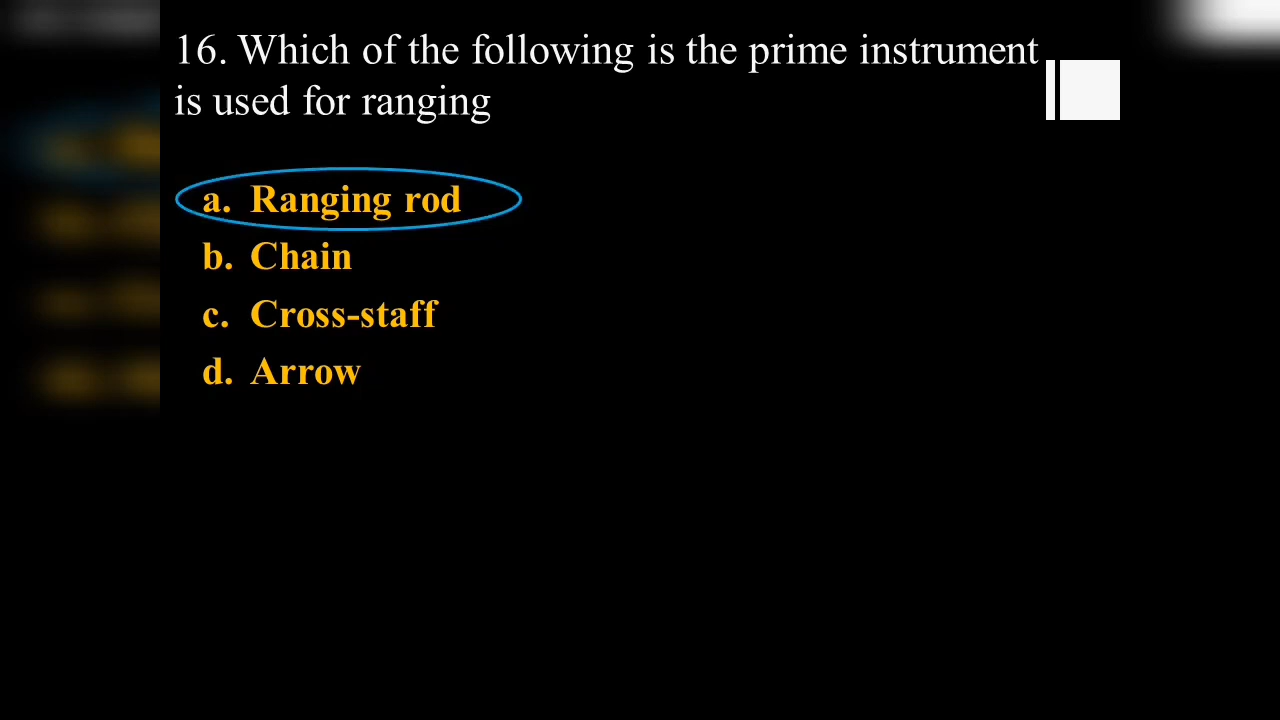 16. Which of the following is the prime instrument
is used for ranging
a. Ranging rod
b. Chain
c. Cross-staff
d. Arrow